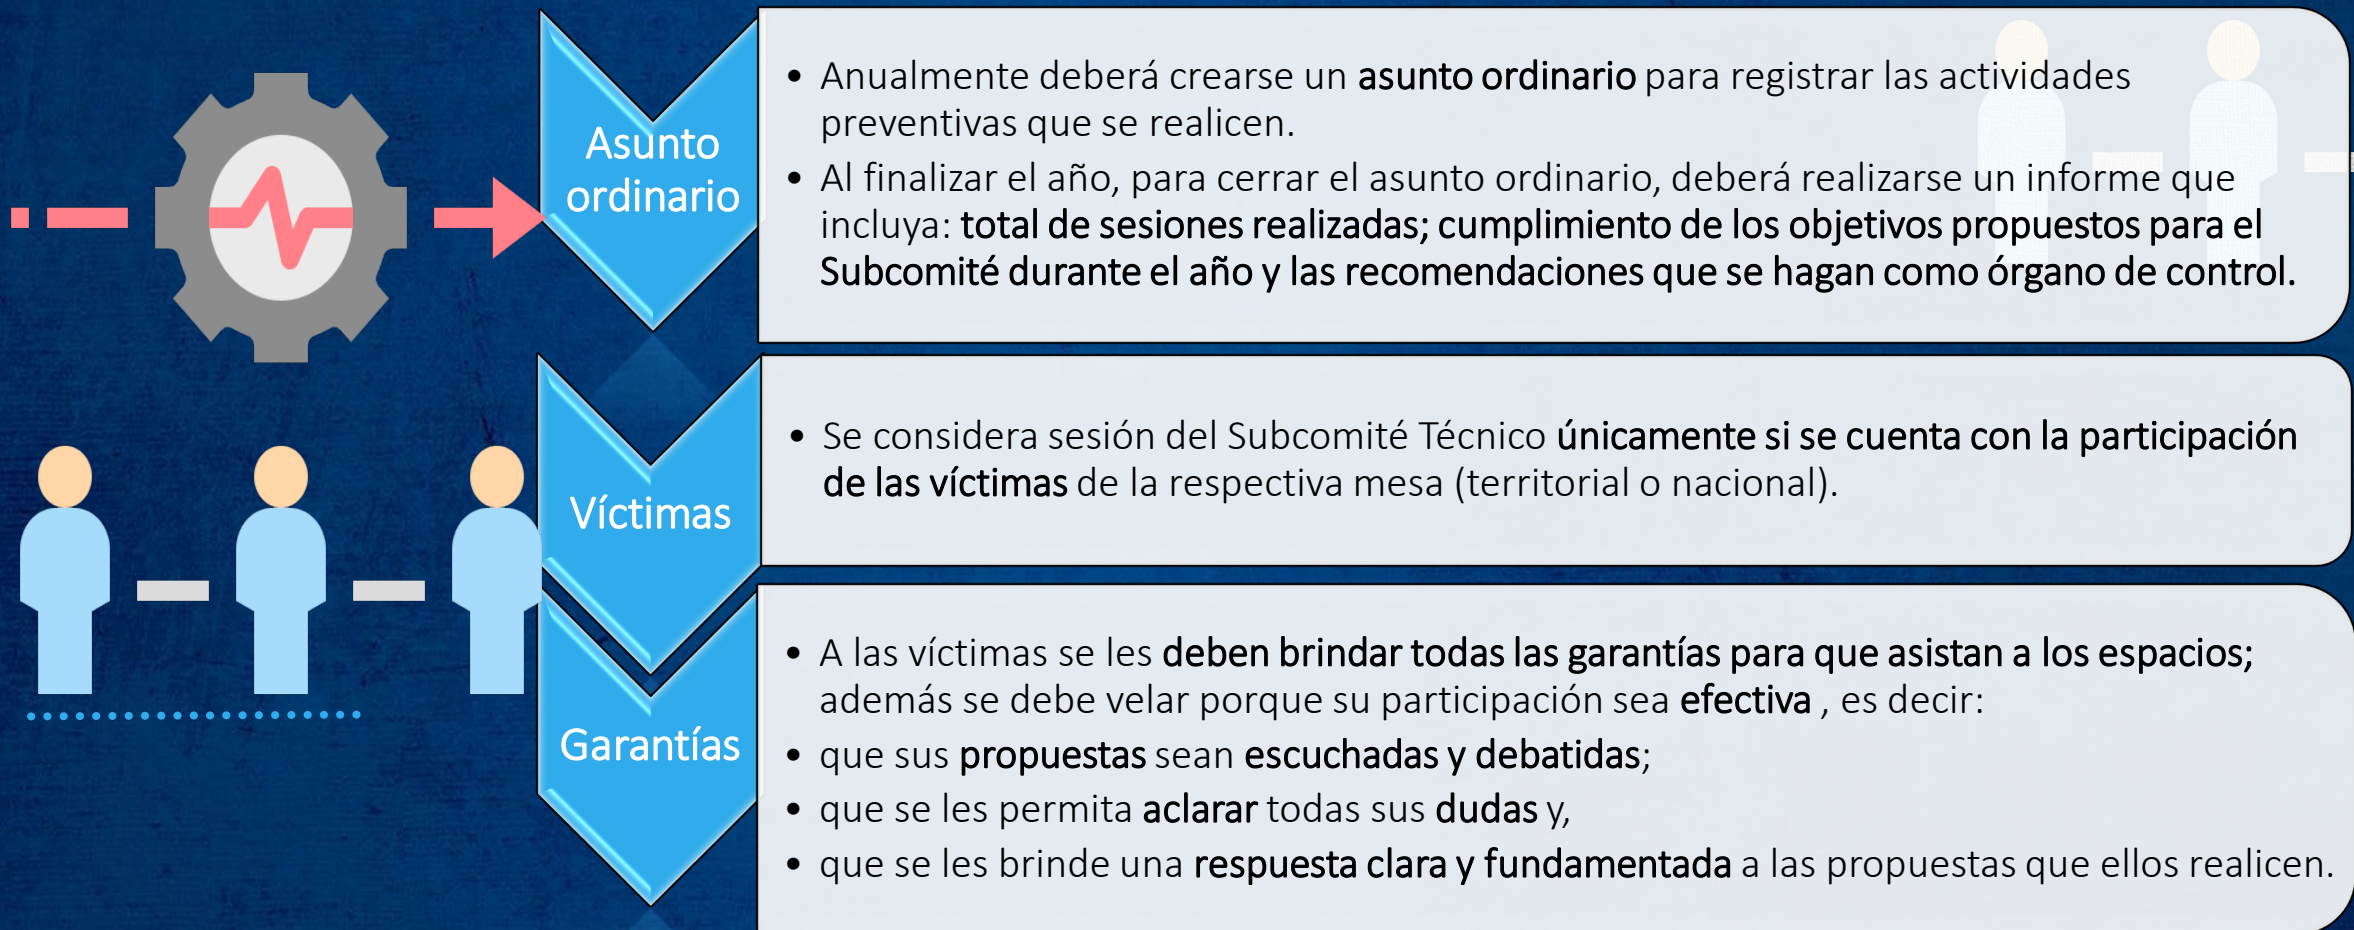 Asunto
ordinario
• Anualmente deberá crearse un asunto ordinario para registrar las actividades
preventivas que se realicen.
• Al finalizar el año, para cerrar el asunto ordinario, deberá realizarse un informe que
incluya: total de sesiones realizadas; cumplimiento de los objetivos propuestos para el
Subcomité durante el año y las recomendaciones que se hagan como órgano de control.
Víctimas
• Se considera sesión del Subcomité Técnico únicamente si se cuenta con la participación
de las víctimas de la respectiva mesa (territorial o nacional).
Garantías
• A las víctimas se les deben brindar todas las garantías para que asistan a los espacios;
además se debe velar porque su participación sea efectiva , es decir:
• que sus propuestas sean escuchadas y debatidas;
• que se les permita aclarar todas sus dudas y,
• que se les brinde una respuesta clara y fundamentada a las propuestas que ellos realicen.